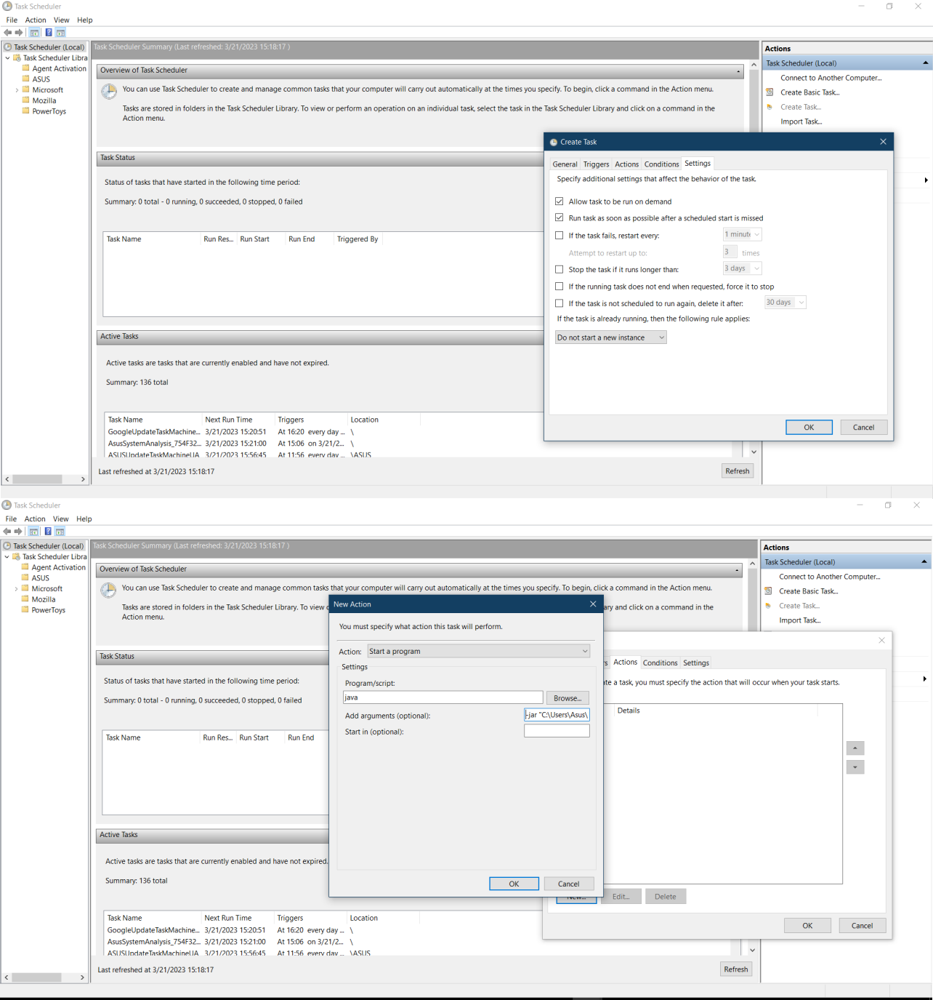 Task Scheduler
File Action View Help
Task Scheduler (Local)
Task Scheduler Libra
Agent Activation
ASUS
Microsoft
Mozilla
PowerToys
Task Scheduler Summary (Last refreshed: 3/21/2023 15:18:17 )
Overview of Task Scheduler
You can use Task Scheduler to create and manage common tasks that your computer will carry out automatically at the times you specify. To begin, click a command in the Action menu.
Tasks are stored in folders in the Task Scheduler Library. To view or perform an operation on an individual task, select the task in the Task Scheduler Library and click on a command in the
Action menu.
Task Status
Status of tasks that have started in the following time period:
Summary: 0 total - 0 running, 0 succeeded, 0 stopped, 0 failed
Task Name Run Res... Run Start Run End Triggered By
Active Tasks
Active tasks are tasks that are currently enabled and have not expired.
Summary: 136 total
Task Name Next Run Time Triggers Location
GoogleUpdateTaskMachine... 3/21/2023 15:20:51 At 16:20 every day ... \
AsusSystemAnalysis_754F32... 3/21/2023 15:21:00 At 15:06 on 3/21/2... \
ASUSUpdateTaskMachineUA 3/21/2023 15:56:45 At 11:56 every day ... \ASUS
Last refreshed at 3/21/2023 15:18:17
Refresh
Actions
Task Scheduler (Local)
Connect to Another Computer...
Create Basic Task...
Create Task...
Import Task...
Create Task
General Triggers Actions Conditions Settings
Specify additional settings that affect the behavior of the task.
Allow task to be run on demand
Run task as soon as possible after a scheduled start is missed
If the task fails, restart every: 1 minute
Attempt to restart up to: 3 times
Stop the task if it runs longer than: 3 days
If the running task does not end when requested, force it to stop
If the task is not scheduled to run again, delete it after: 30 days
If the task is already running, then the following rule applies:
Do not start a new instance
OK Cancel
Task Scheduler
File Action View Help
Task Scheduler (Local)
Task Scheduler Libra
Agent Activation
ASUS
Microsoft
Mozilla
PowerToys
Task Scheduler Summary (Last refreshed: 3/21/2023 15:18:17 )
Overview of Task Scheduler
You can use Task Scheduler to create and manage common tasks that your computer will carry out automatically at the times you specify. To begin, click a command in the Action menu.
Tasks are stored in folders in the Task Scheduler Library. To view ary and click on a command in the
Action menu.
Task Status
Status of tasks that have started in the following time period:
Summary: 0 total - 0 running, 0 succeeded, 0 stopped, 0 failed
Task Name Run Res... Run Start Run End
Active Tasks
Active tasks are tasks that are currently enabled and have not expired.
Summary: 136 total
Task Name Next Run Time Triggers Location
GoogleUpdateTaskMachine... 3/21/2023 15:20:51 At 16:20 every day ... \
AsusSystemAnalysis_754F32... 3/21/2023 15:21:00 At 15:06 on 3/21/2... \
ASUSUpdateTaskMachineUA 3/21/2023 15:56:45 At 11:56 every day ... \ASUS
Last refreshed at 3/21/2023 15:18:17
Refresh
Actions
Task Scheduler (Local)
Connect to Another Computer...
Create Basic Task...
Create Task...
Import Task...
New Action
You must specify what action this task will perform.
Action: Start a program
Settings
Program/script:
java
Browse...
Add arguments (optional): -jar "C:\Users\Asus\
Start in (optional):
OK Cancel
rs Actions Conditions Settings
ate a task, you must specify the action that will occur when your task starts.
Details
New... Edit... Delete
OK Cancel